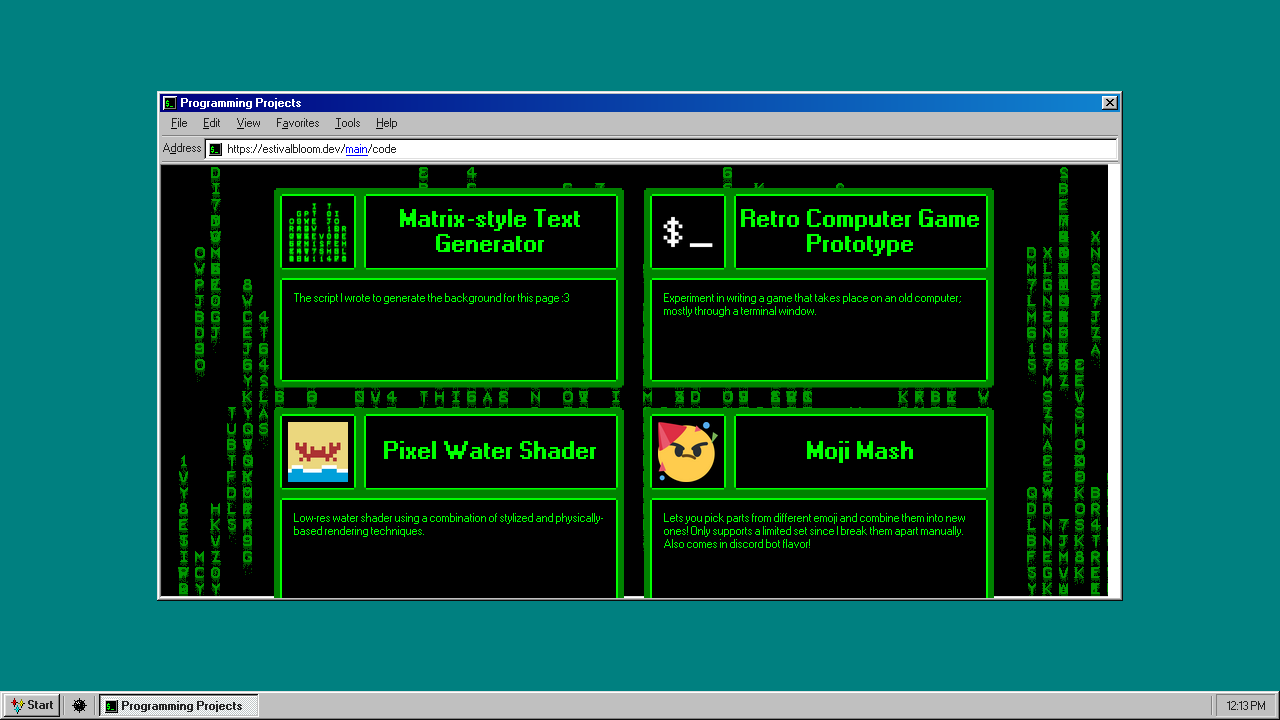 Programming Projects
File Edit View Favorites Tools Help
Address https://estivalbloom.dev/main/code
Matrix-style Text
Generator
The script I wrote to generate the background for this page :3
Retro Computer Game
Prototype
$_
Experiment in writing a game that takes place on an old computer;
mostly through a terminal window.
Pixel Water Shader
Low-res water shader using a combination of stylized and physically-
based rendering techniques.
Moji Mash
Lets you pick parts from different emoji and combine them into new
ones! Only supports a limited set since I break them apart manually.
Also comes in discord bot flavor!
Start Programming Projects 12:13 PM